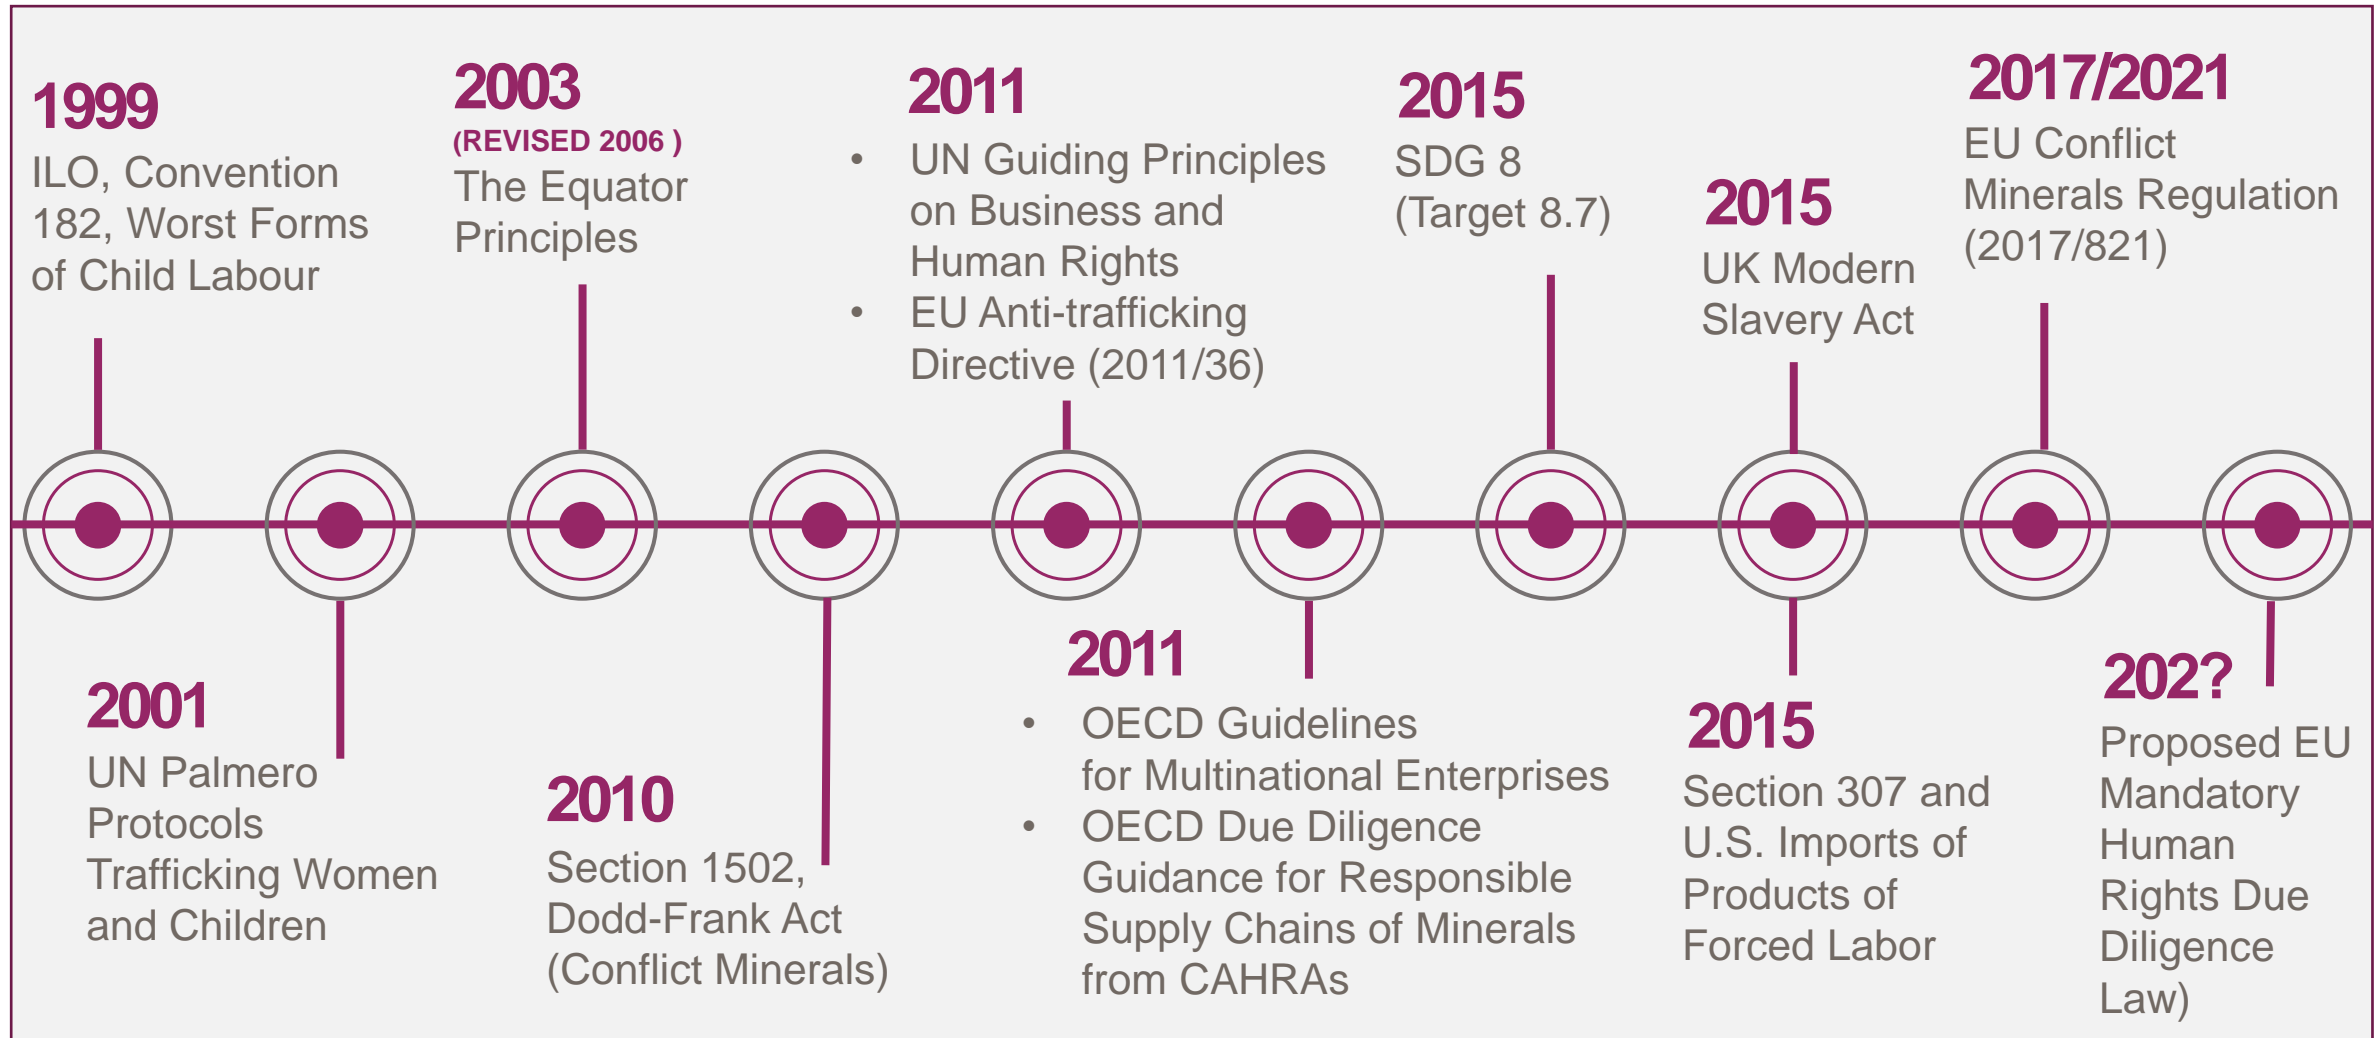 1999
ILO, Convention
182, Worst Forms
of Child Labour
2001
UN Palmero
Protocols
Trafficking Women
and Children
2003
(REVISED 2006 )
The Equator
Principles
2010
Section 1502,
Dodd-Frank Act
(Conflict Minerals)
2011
• UN Guiding Principles
on Business and
Human Rights
• EU Anti-trafficking
Directive (2011/36)
2011
• OECD Guidelines
for Multinational Enterprises
• OECD Due Diligence
Guidance for Responsible
Supply Chains of Minerals
from CAHRAs
2015
SDG 8
(Target 8.7)
2015
UK Modern
Slavery Act
2015
Section 307 and
U.S. Imports of
Products of
Forced Labor
2017/2021
EU Conflict
Minerals Regulation
(2017/821)
202?
Proposed EU
Mandatory
Human
Rights Due
Diligence
Law)